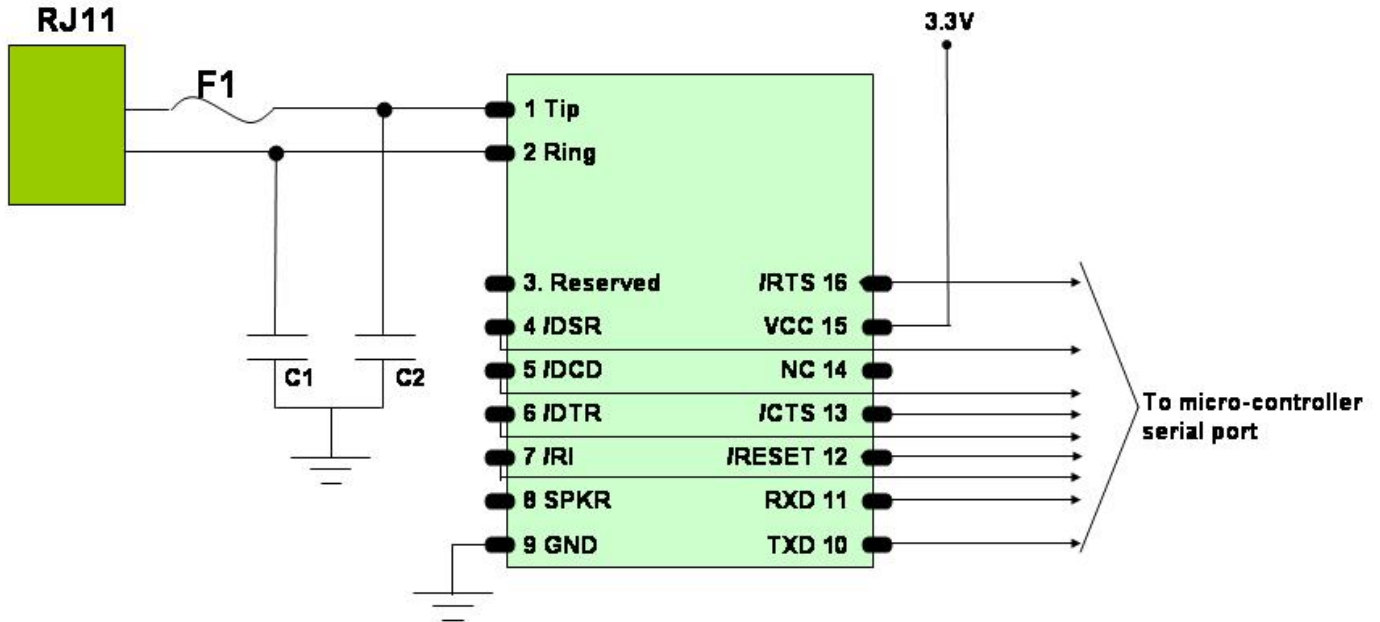 RJ11
3.3V
F1
1 Tip
2 Ring
3. Reserved
/RTS 16
4 /DSR
VCC 15
5 /DCD
NC 14
C1
C2
6 /DTR
/CTS 13
To micro-controller
serial port
7 /RI
/RESET 12
8 SPKR
RXD 11
9 GND
TXD 10